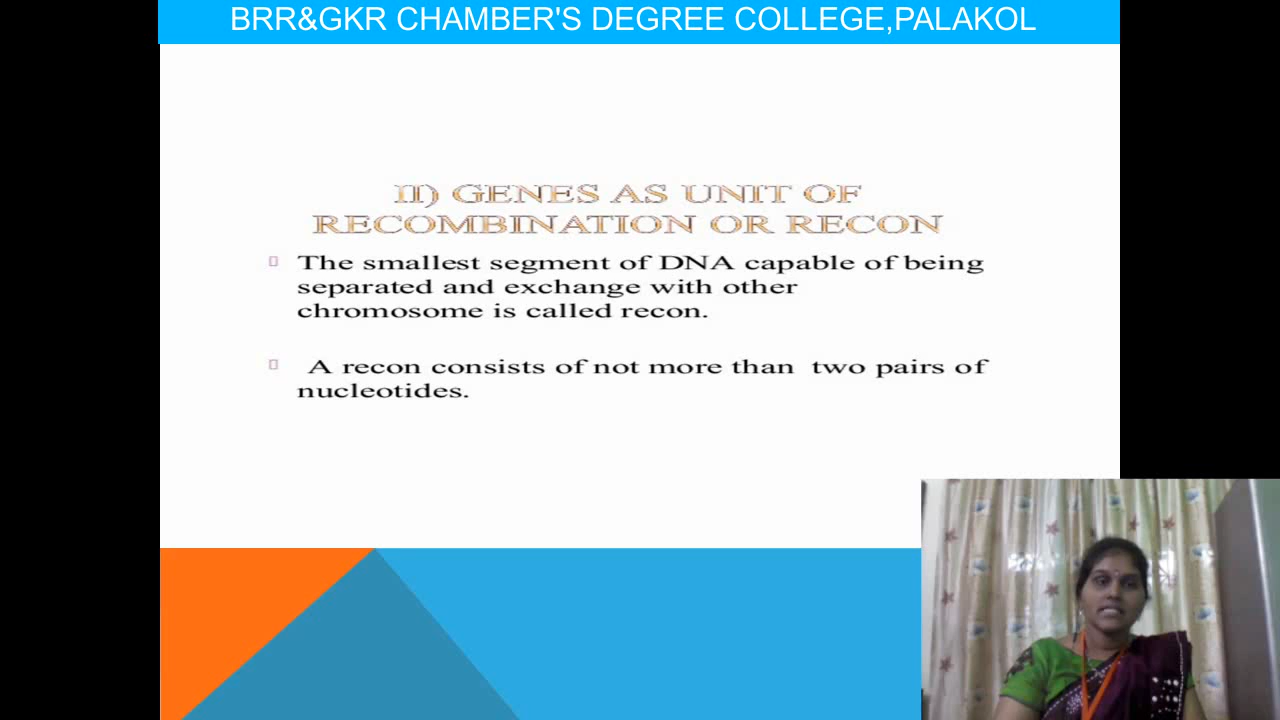 BRR&GKR CHAMBER'S DEGREE COLLEGE,PALAKOL
II) GENES AS UNIT OF
RECOMBINATION OR RECON
The smallest segment of DNA capable of being
separated and exchange with other
chromosome is called recon.
A recon consists of not more than two pairs of
nucleotides.